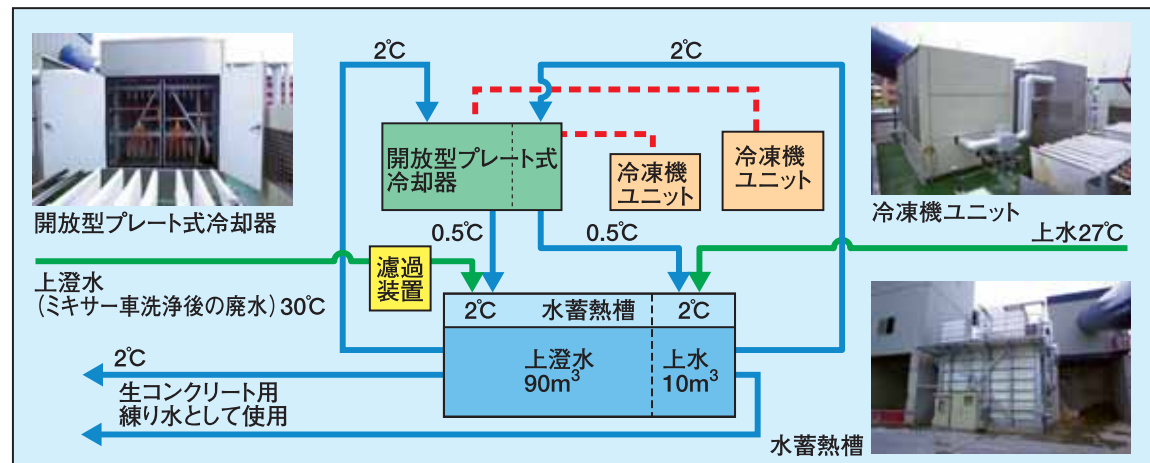 2℃
2℃
開放型プレート式
冷却器
冷凍機
ユニット
冷凍機
ユニット
開放型プレート式冷却器
冷凍機ユニット
0.5℃
0.5℃
上水27℃
濾過
装置
上澄水
(ミキサー車洗浄後の廃水)30℃
2℃
水蓄熱槽
2℃
上澄水
90m³
上水
10m³
2℃
生コンクリート用
練り水として使用
水蓄熱槽